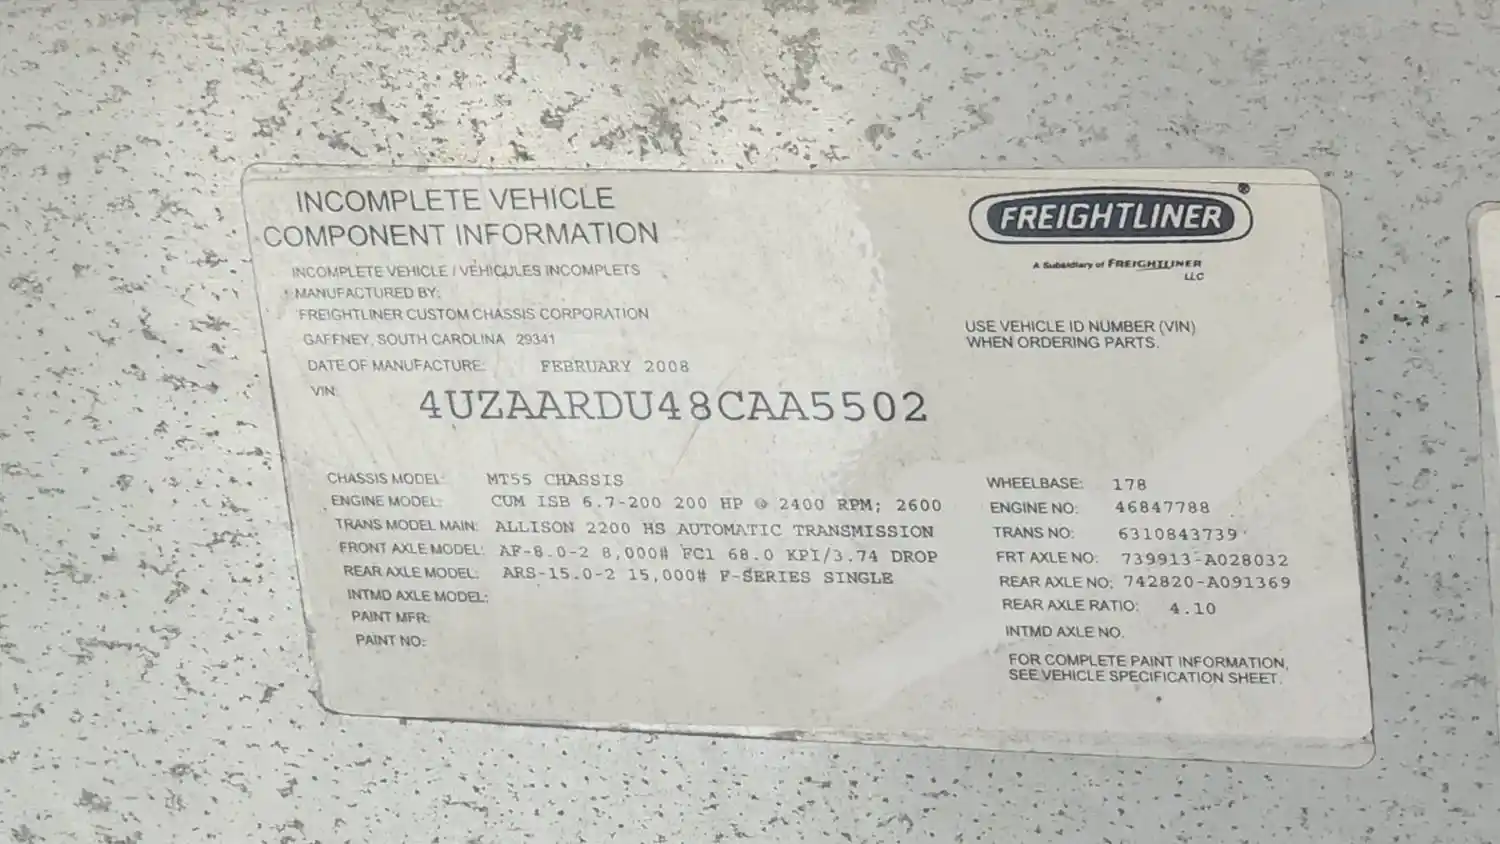 INCOMPLETE VEHICLE
COMPONENT INFORMATION
INCOMPLETE VEHICLE / VÉHICULES INCOMPLETS
MANUFACTURED BY:
FREIGHTLINER CUSTOM CHASSIS CORPORATION
GAFFNEY, SOUTH CAROLINA 29341
DATE OF MANUFACTURE: FEBRUARY 2008
VIN: 4UZAARDU48CAA5502
FREIGHTLINER®
A Subsidiary of FREIGHTLINER
LLC
USE VEHICLE ID NUMBER (VIN)
WHEN ORDERING PARTS.
CHASSIS MODEL: MT55 CHASSIS
ENGINE MODEL: CUM ISB 6.7-200 200 HP @ 2400 RPM; 2600
TRANS MODEL MAIN: ALLISON 2200 HS AUTOMATIC TRANSMISSION
FRONT AXLE MODEL: AF-8.0-2 8,000# FC1 68.0 KPI/3.74 DROP
REAR AXLE MODEL: ARS-15.0-2 15,000# F-SERIES SINGLE
INTMD AXLE MODEL:
PAINT MFR:
PAINT NO:
WHEELBASE: 178
ENGINE NO: 46847788
TRANS NO: 6310843739
FRT AXLE NO: 739913-A028032
REAR AXLE NO: 742820-A091369
REAR AXLE RATIO: 4.10
INTMD AXLE NO.
FOR COMPLETE PAINT INFORMATION,
SEE VEHICLE SPECIFICATION SHEET.